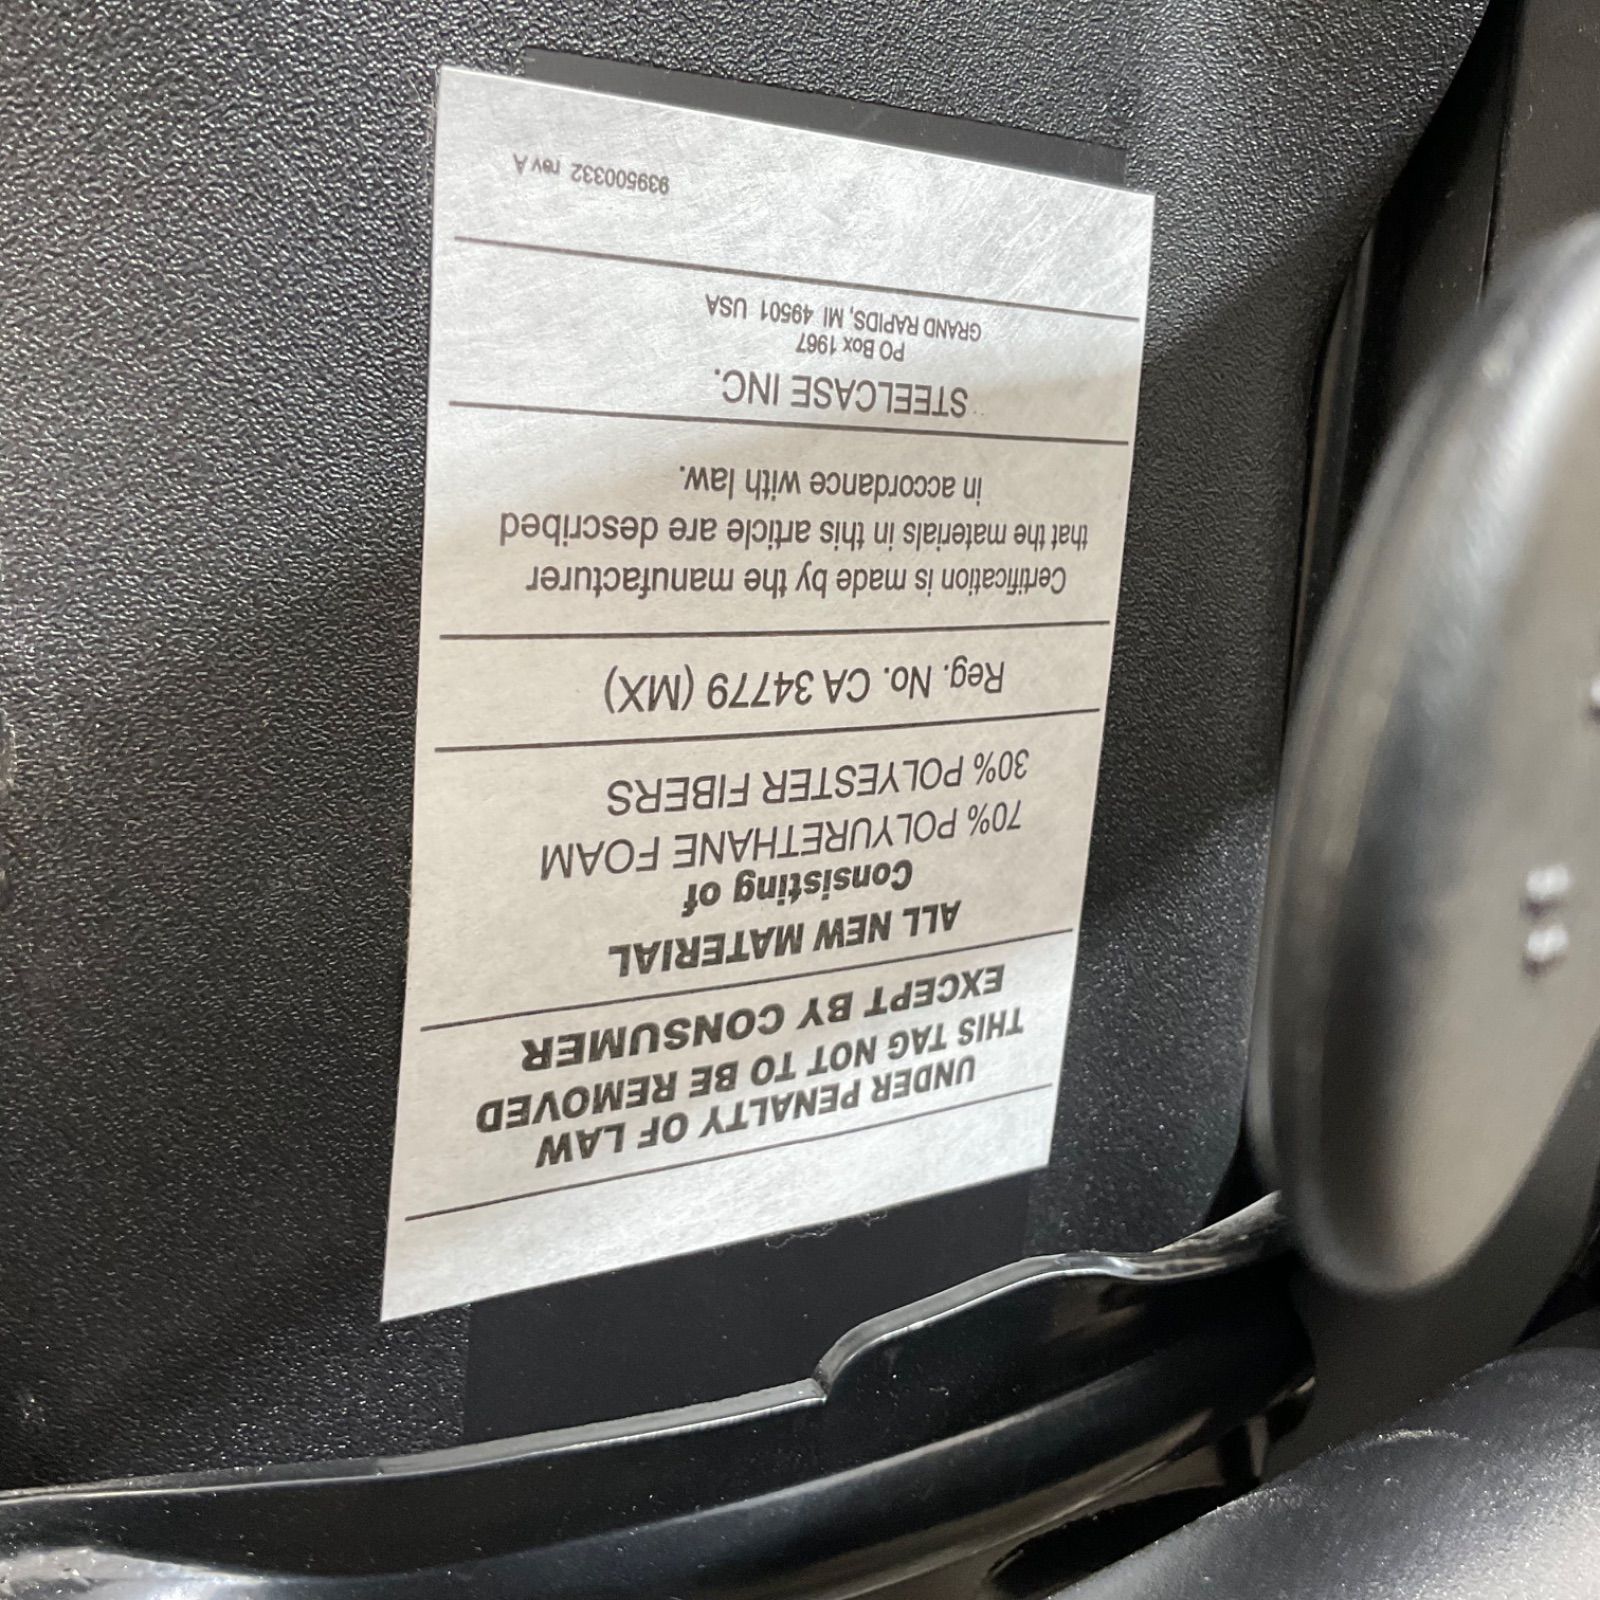 UNDER PENALTY OF LAW
THIS TAG NOT TO BE REMOVED
EXCEPT BY CONSUMER
ALL NEW MATERIAL
Consisting of
70% POLYURETHANE FOAM
30% POLYESTER FIBERS
Reg. No. CA 34779 (MX)
Certification is made by the manufacturer
that the materials in this article are described
in accordance with law.
STEELCASE INC.
PO Box 1967
GRAND RAPIDS, MI 49501 USA
939500332 rev A